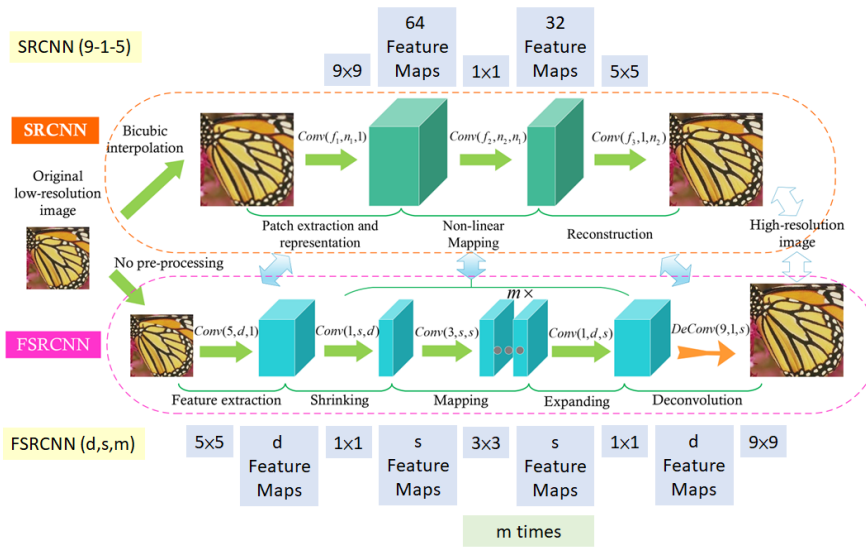 SRCNN (9-1-5)
64
Feature
Maps
32
Feature
Maps
9×9
1×1
5×5
SRCNN
Bicubic
interpolation
Conv(f₁,n₁,1)
Conv(f₂,n₂,n₁)
Conv(f₃,1,n₂)
Original
low-resolution
image
Patch extraction and
representation
Non-linear
Mapping
Reconstruction
High-resolution
image
No pre-processing
m×
FSRCNN
Conv(5,d,1)
Conv(1,s,d)
Conv(3,s,s)
Conv(1,d,s)
DeConv(9,1,s)
Feature extraction
Shrinking
Mapping
Expanding
Deconvolution
FSRCNN (d,s,m)
5×5
d
Feature
Maps
1×1
s
Feature
Maps
3×3
s
Feature
Maps
1×1
d
Feature
Maps
9×9
m times